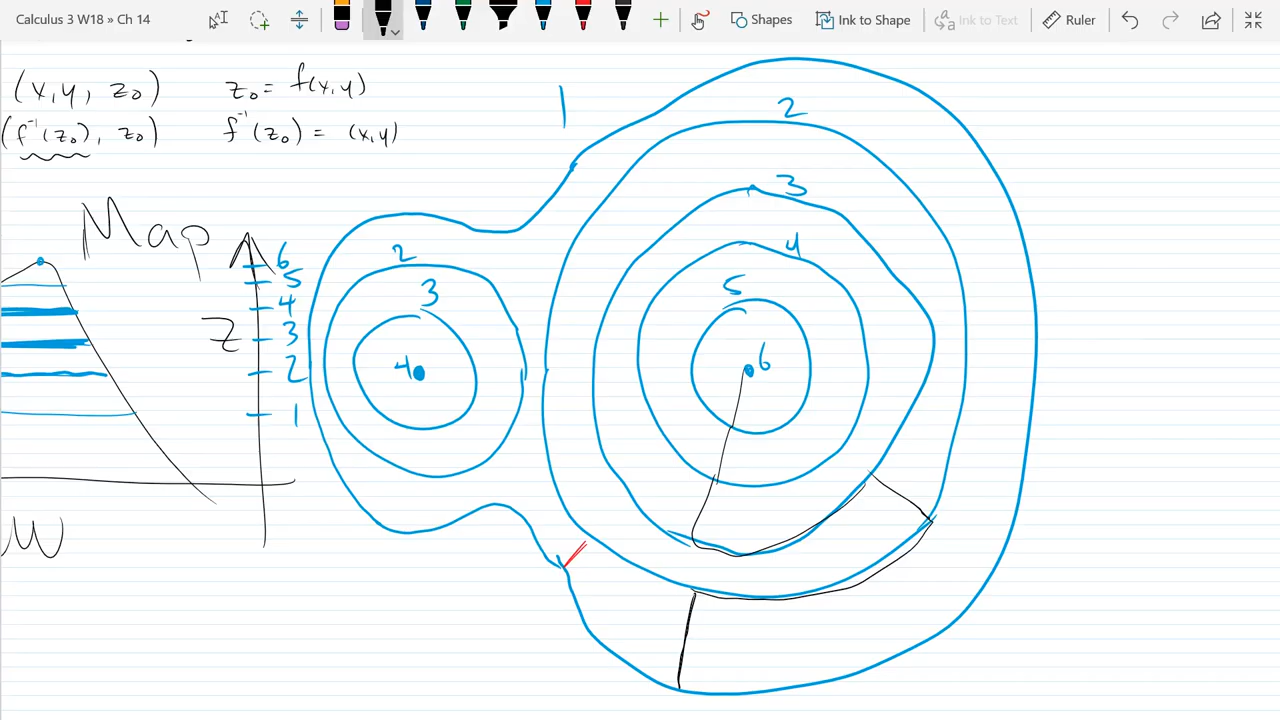 Calculus 3 W18 » Ch 14
Shapes
Ink to Shape
Ink to Text
Ruler
(x,y, z₀) z₀ = f(x,y)
(f⁻¹(z₀), z₀) f⁻¹(z₀) = (x,y)
Map
z
6
5
4
3
2
1
1
2
3
4
5
6
2
3
4